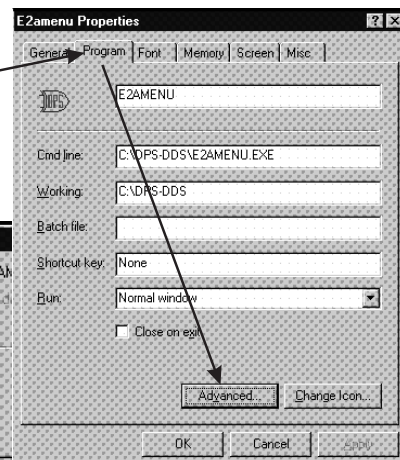 E2amenu Properties
General Program Font Memory Screen Misc
DPS
E2AMENU
Cmd line: C:\DPS-DDS\E2AMENU.EXE
Working: C:\DPS-DDS
Batch file:
Shortcut key: None
Run: Normal window
Close on exit
Advanced... Change Icon...
OK Cancel Apply